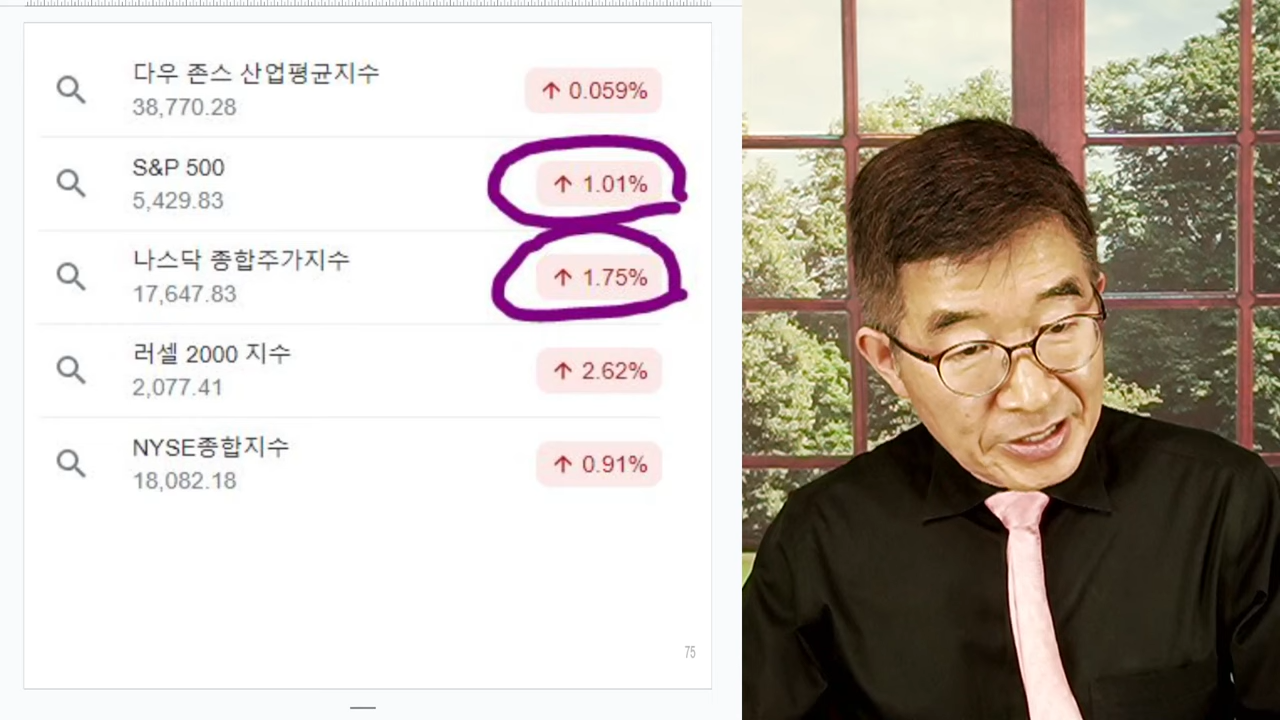 다우 존스 산업평균지수
38,770.28
↑ 0.059%
S&P 500
5,429.83
↑ 1.01%
나스닥 종합주가지수
17,647.83
↑ 1.75%
러셀 2000 지수
2,077.41
↑ 2.62%
NYSE종합지수
18,082.18
↑ 0.91%
75